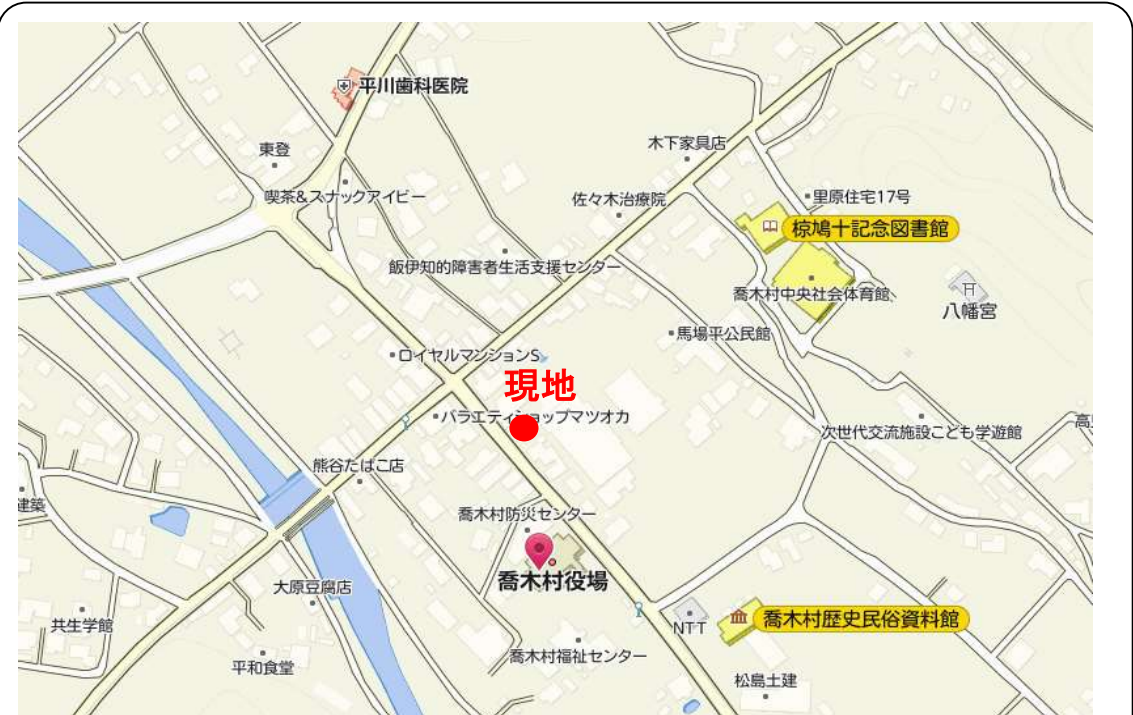 平川歯科医院
東登
木下家具店
喫茶&スナックアイビー
佐々木治療院
里原住宅17号
椋鳩十記念図書館
飯伊知的障害者生活支援センター
喬木村中央社会体育館
八幡宮
馬場平公民館
ロイヤルマンションS
現地
バラエティショップマツオカ
次世代交流施設こども学遊館
熊谷たばこ店
建築
喬木村防災センター
喬木村役場
大原豆腐店
共生学館
NTT
喬木村歴史民俗資料館
喬木村福祉センター
平和食堂
松島土建